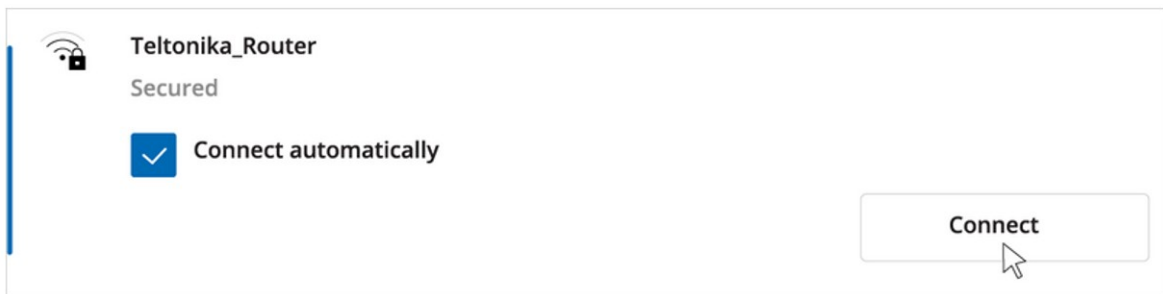 Teltonika_Router
Secured
Connect automatically
Connect